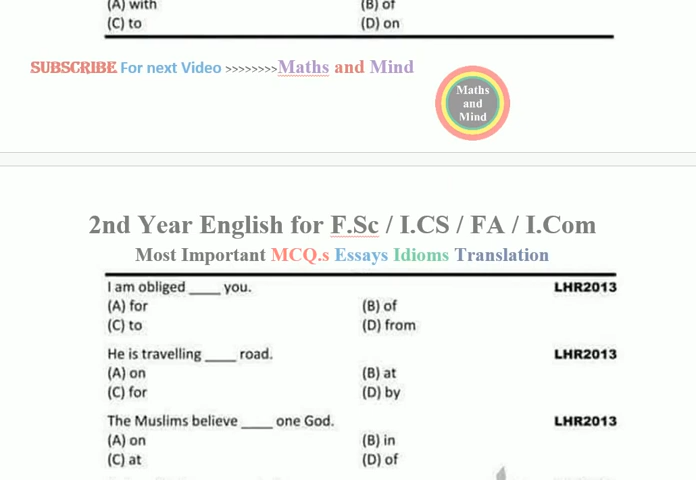 (A) with (B) of
(C) to (D) on
SUBSCRIBE For next Video >>>>>>>>Maths and Mind
Maths
and
Mind
2nd Year English for F.Sc / I.CS / FA / I.Com
Most Important MCQ.s Essays Idioms Translation
I am obliged ____ you. LHR2013
(A) for (B) of
(C) to (D) from
He is travelling ____ road. LHR2013
(A) on (B) at
(C) for (D) by
The Muslims believe ____ one God. LHR2013
(A) on (B) in
(C) at (D) of